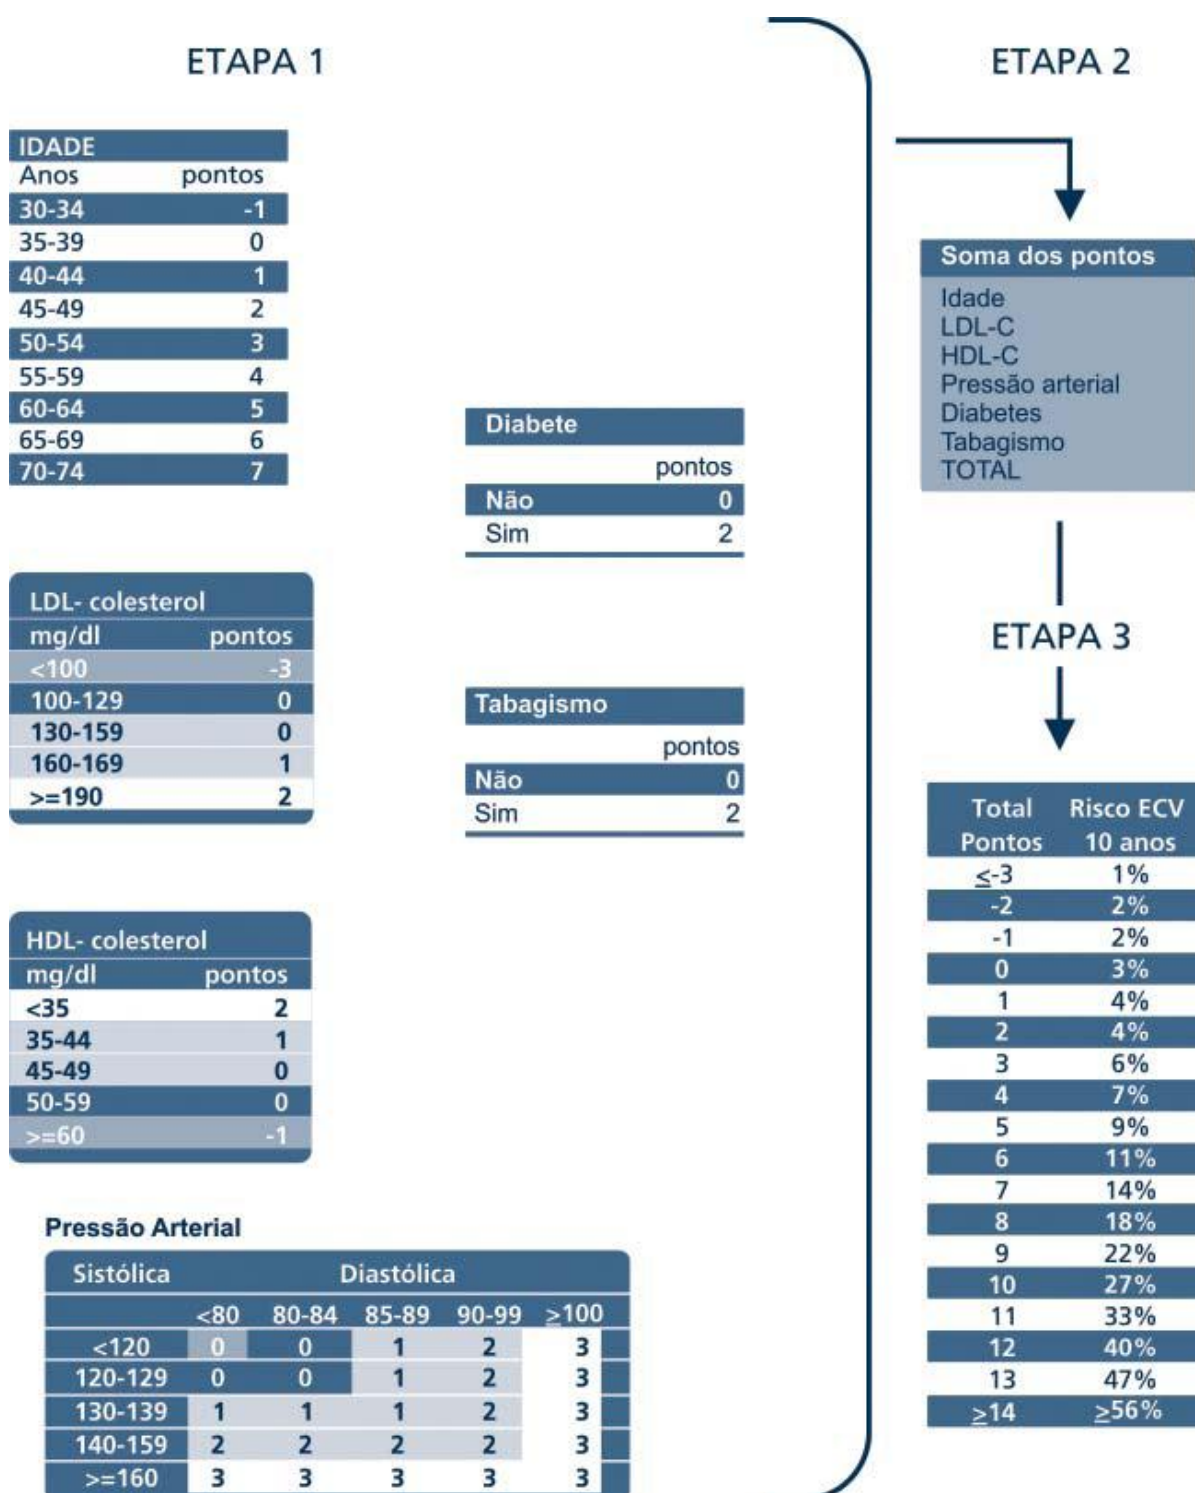 ETAPA 1
IDADE
Anos pontos
30-34 -1
35-39 0
40-44 1
45-49 2
50-54 3
55-59 4
60-64 5
65-69 6
70-74 7
Diabete
pontos
Não 0
Sim 2
LDL- colesterol
mg/dl pontos
<100 -3
100-129 0
130-159 0
160-169 1
>=190 2
Tabagismo
pontos
Não 0
Sim 2
HDL- colesterol
mg/dl pontos
<35 2
35-44 1
45-49 0
50-59 0
>=60 -1
Pressão Arterial
Sistólica Diastólica
<80 80-84 85-89 90-99 ≥100
<120 0 0 1 2 3
120-129 0 0 1 2 3
130-139 1 1 1 2 3
140-159 2 2 2 2 3
>=160 3 3 3 3 3
ETAPA 2
Soma dos pontos
Idade
LDL-C
HDL-C
Pressão arterial
Diabetes
Tabagismo
TOTAL
ETAPA 3
Total Risco ECV
Pontos 10 anos
≤-3 1%
-2 2%
-1 2%
0 3%
1 4%
2 4%
3 6%
4 7%
5 9%
6 11%
7 14%
8 18%
9 22%
10 27%
11 33%
12 40%
13 47%
≥14 ≥56%